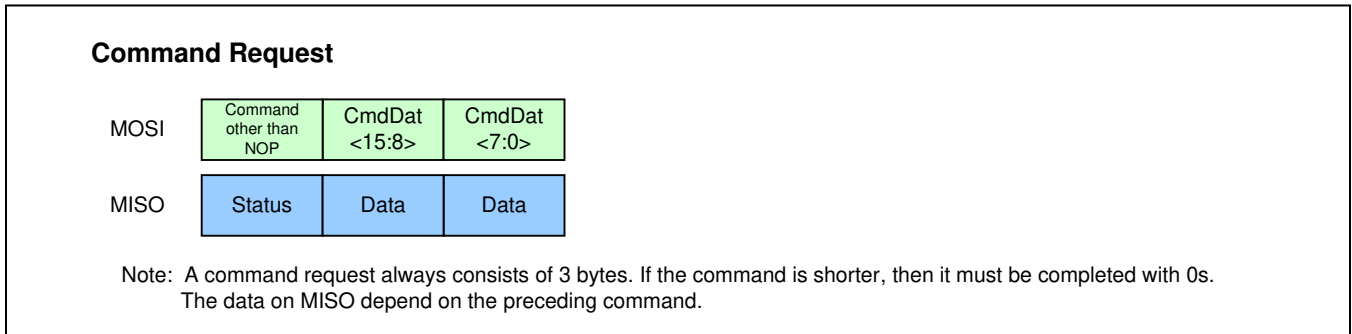 Command Request
MOSI
Command
other than
NOP
CmdDat
<15:8>
CmdDat
<7:0>
MISO
Status
Data
Data
Note: A command request always consists of 3 bytes. If the command is shorter, then it must be completed with 0s.
The data on MISO depend on the preceding command.